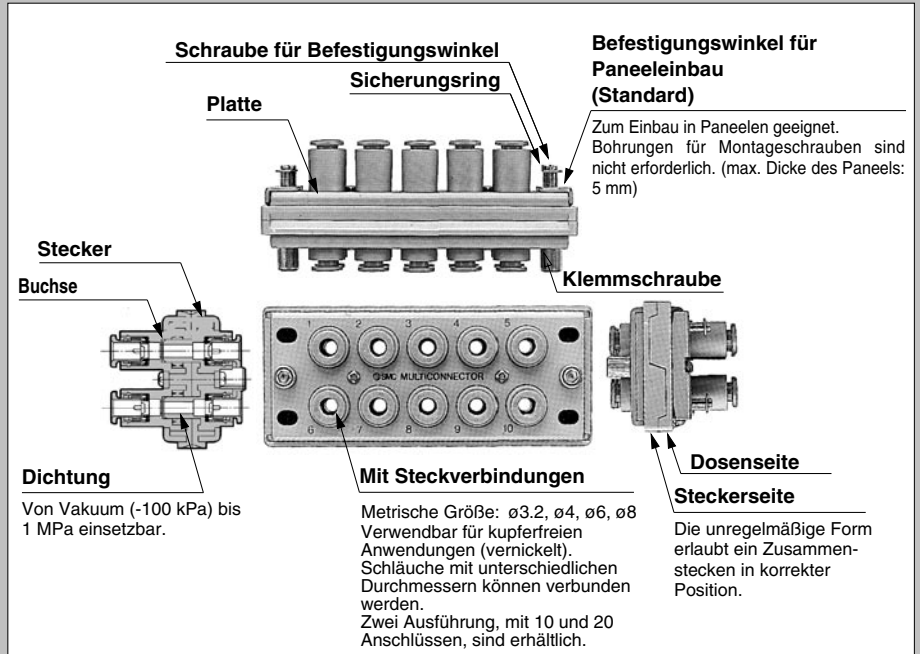 Schraube für Befestigungswinkel
Sicherungsring
Platte
Befestigungswinkel für
Paneeleinbau
(Standard)
Zum Einbau in Paneelen geeignet.
Bohrungen für Montageschrauben sind
nicht erforderlich. (max. Dicke des Paneels:
5 mm)
Stecker
Buchse
Klemmschraube
1 2 3 4 5
SMC MULTICONNECTOR
6 7 8 9 10
Dichtung
Von Vakuum (-100 kPa) bis
1 MPa einsetzbar.
Mit Steckverbindungen
Metrische Größe: ø3.2, ø4, ø6, ø8
Verwendbar für kupferfreien
Anwendungen (vernickelt).
Schläuche mit unterschiedlichen
Durchmessern können verbunden
werden.
Zwei Ausführung, mit 10 und 20
Anschlüssen, sind erhältlich.
Dosenseite
Steckerseite
Die unregelmäßige Form
erlaubt ein Zusammen-
stecken in korrekter
Position.